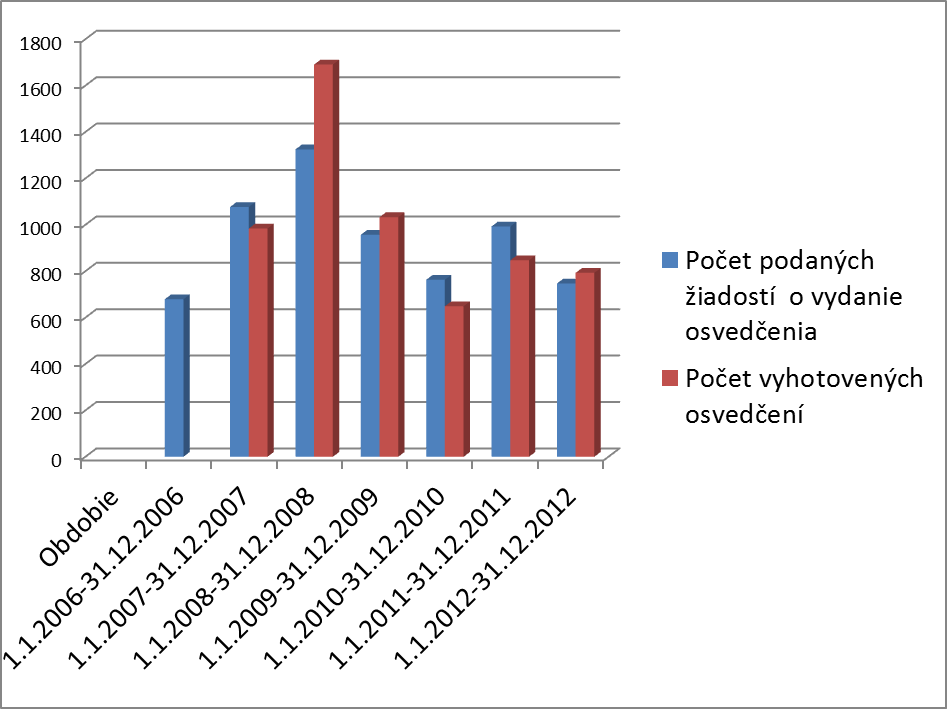 1800
1600
1400
1200
1000
800
600
400
200
0
Obdobie
1.1.2006-31.12.2006
1.1.2007-31.12.2007
1.1.2008-31.12.2008
1.1.2009-31.12.2009
1.1.2010-31.12.2010
1.1.2011-31.12.2011
1.1.2012-31.12.2012
Počet podaných
žiadostí  o vydanie
osvedčenia
Počet vyhotovených
osvedčení